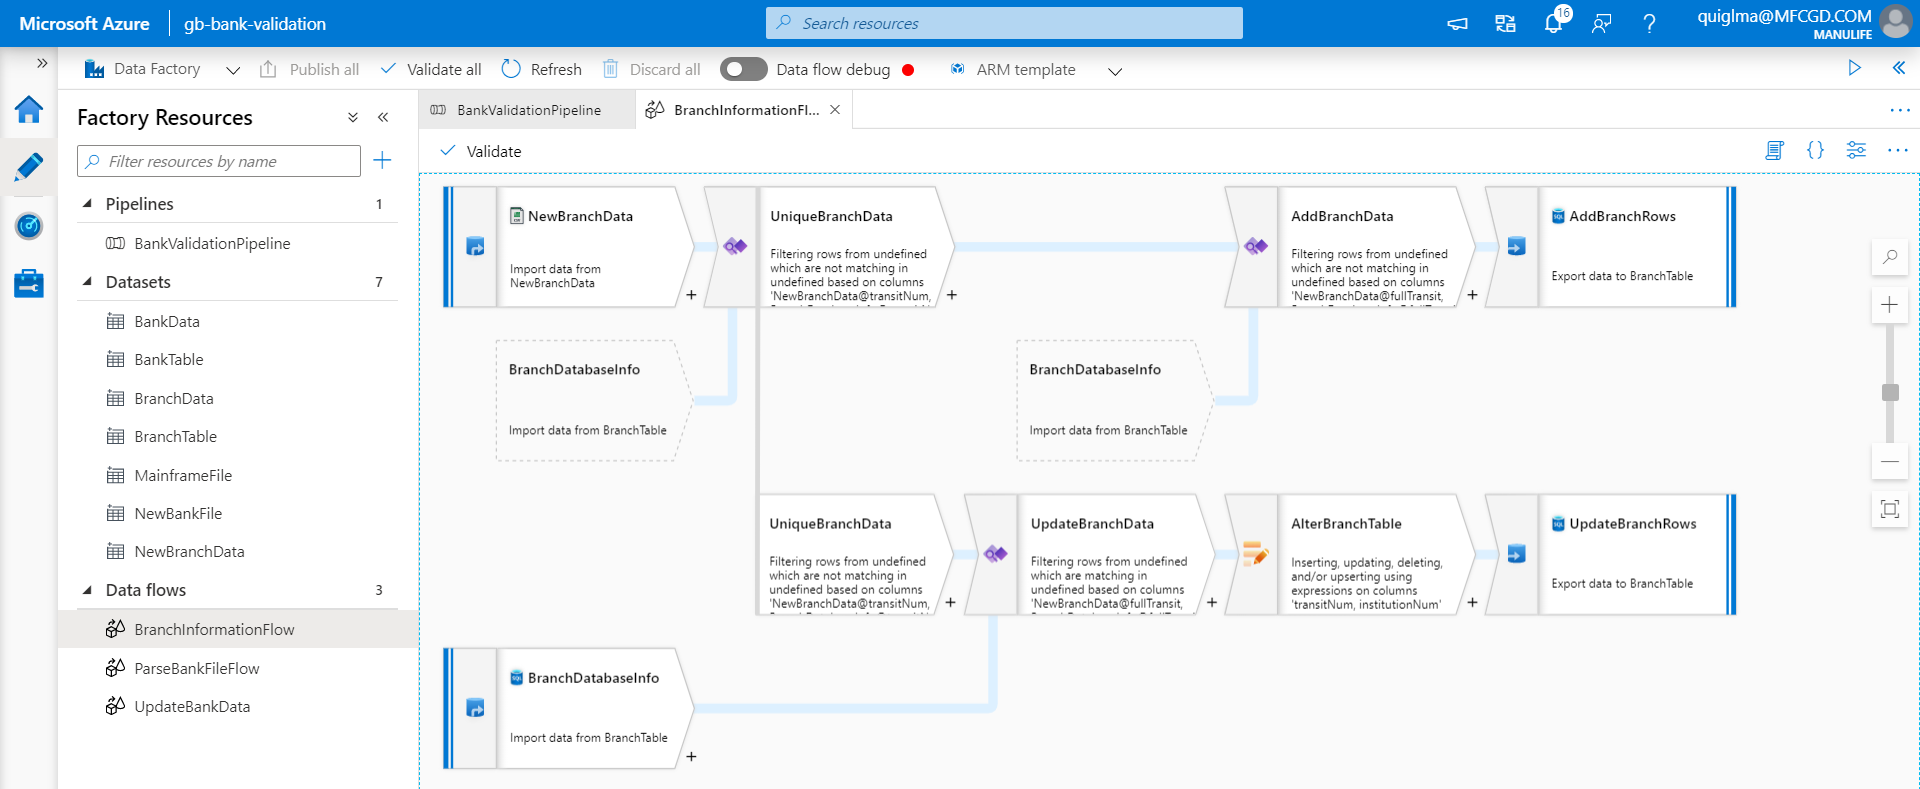 Microsoft Azure
gb-bank-validation
Search resources
16
quiglma@MFCGD.COM
MANULIFE
Data Factory
Publish all
Validate all
Refresh
Discard all
Data flow debug
ARM template
Factory Resources
Filter resources by name
Pipelines 1
BankValidationPipeline
Datasets 7
BankData
BankTable
BranchData
BranchTable
MainframeFile
NewBankFile
NewBranchData
Data flows 3
BranchInformationFlow
ParseBankFileFlow
UpdateBankData
BankValidationPipeline
BranchInformationFl...
Validate
NewBranchData
Import data from
NewBranchData
UniqueBranchData
Filtering rows from undefined
which are not matching in
undefined based on columns
'NewBranchData@transitNum,
AddBranchData
Filtering rows from undefined
which are not matching in
undefined based on columns
'NewBranchData@fullTransit,
SQL
AddBranchRows
Export data to BranchTable
BranchDatabaseInfo
Import data from BranchTable
BranchDatabaseInfo
Import data from BranchTable
UniqueBranchData
Filtering rows from undefined
which are not matching in
undefined based on columns
'NewBranchData@transitNum,
UpdateBranchData
Filtering rows from undefined
which are matching in
undefined based on columns
'NewBranchData@fullTransit,
AlterBranchTable
Inserting, updating, deleting,
and/or upserting using
expressions on columns
'transitNum, institutionNum'
SQL
UpdateBranchRows
Export data to BranchTable
SQL
BranchDatabaseInfo
Import data from BranchTable